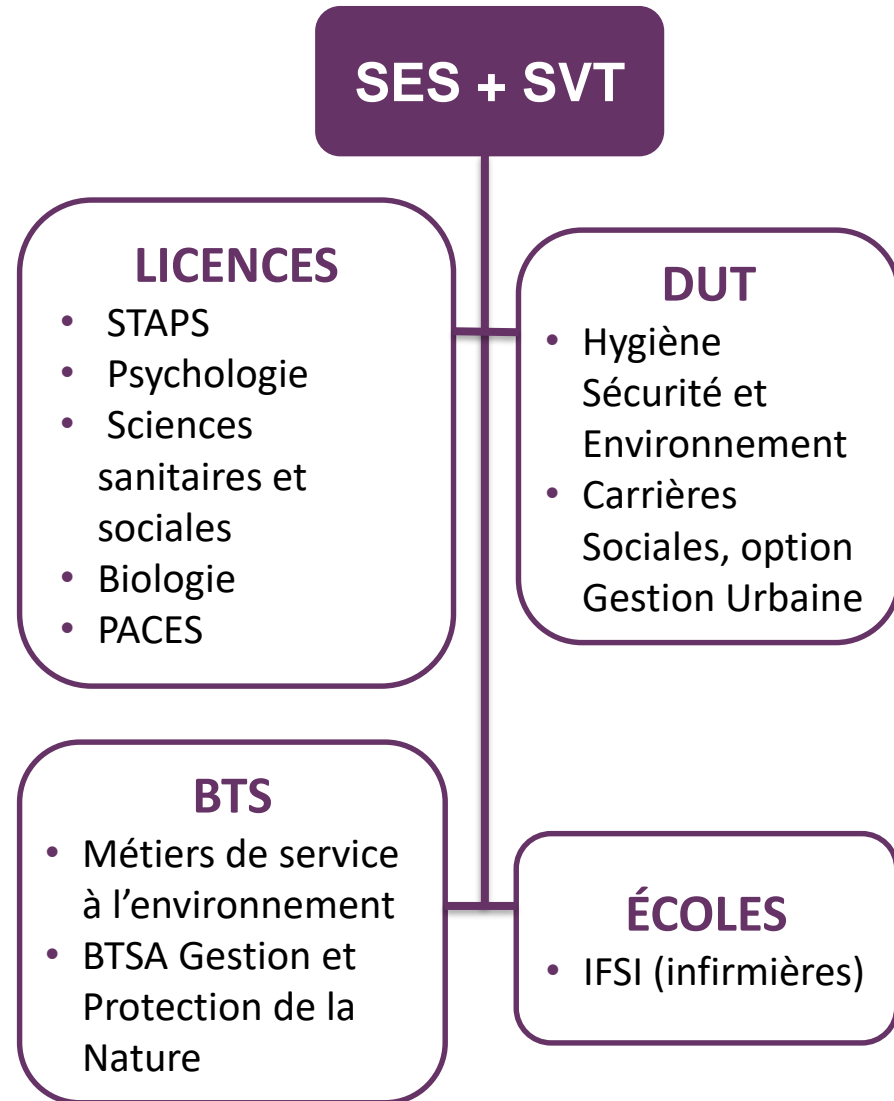 SES + SVT
LICENCES
• STAPS
• Psychologie
• Sciences
sanitaires et
sociales
• Biologie
• PACES
DUT
• Hygiène
Sécurité et
Environnement
• Carrières
Sociales, option
Gestion Urbaine
BTS
• Métiers de service
à l’environnement
• BTSA Gestion et
Protection de la
Nature
ÉCOLES
• IFSI (infirmières)